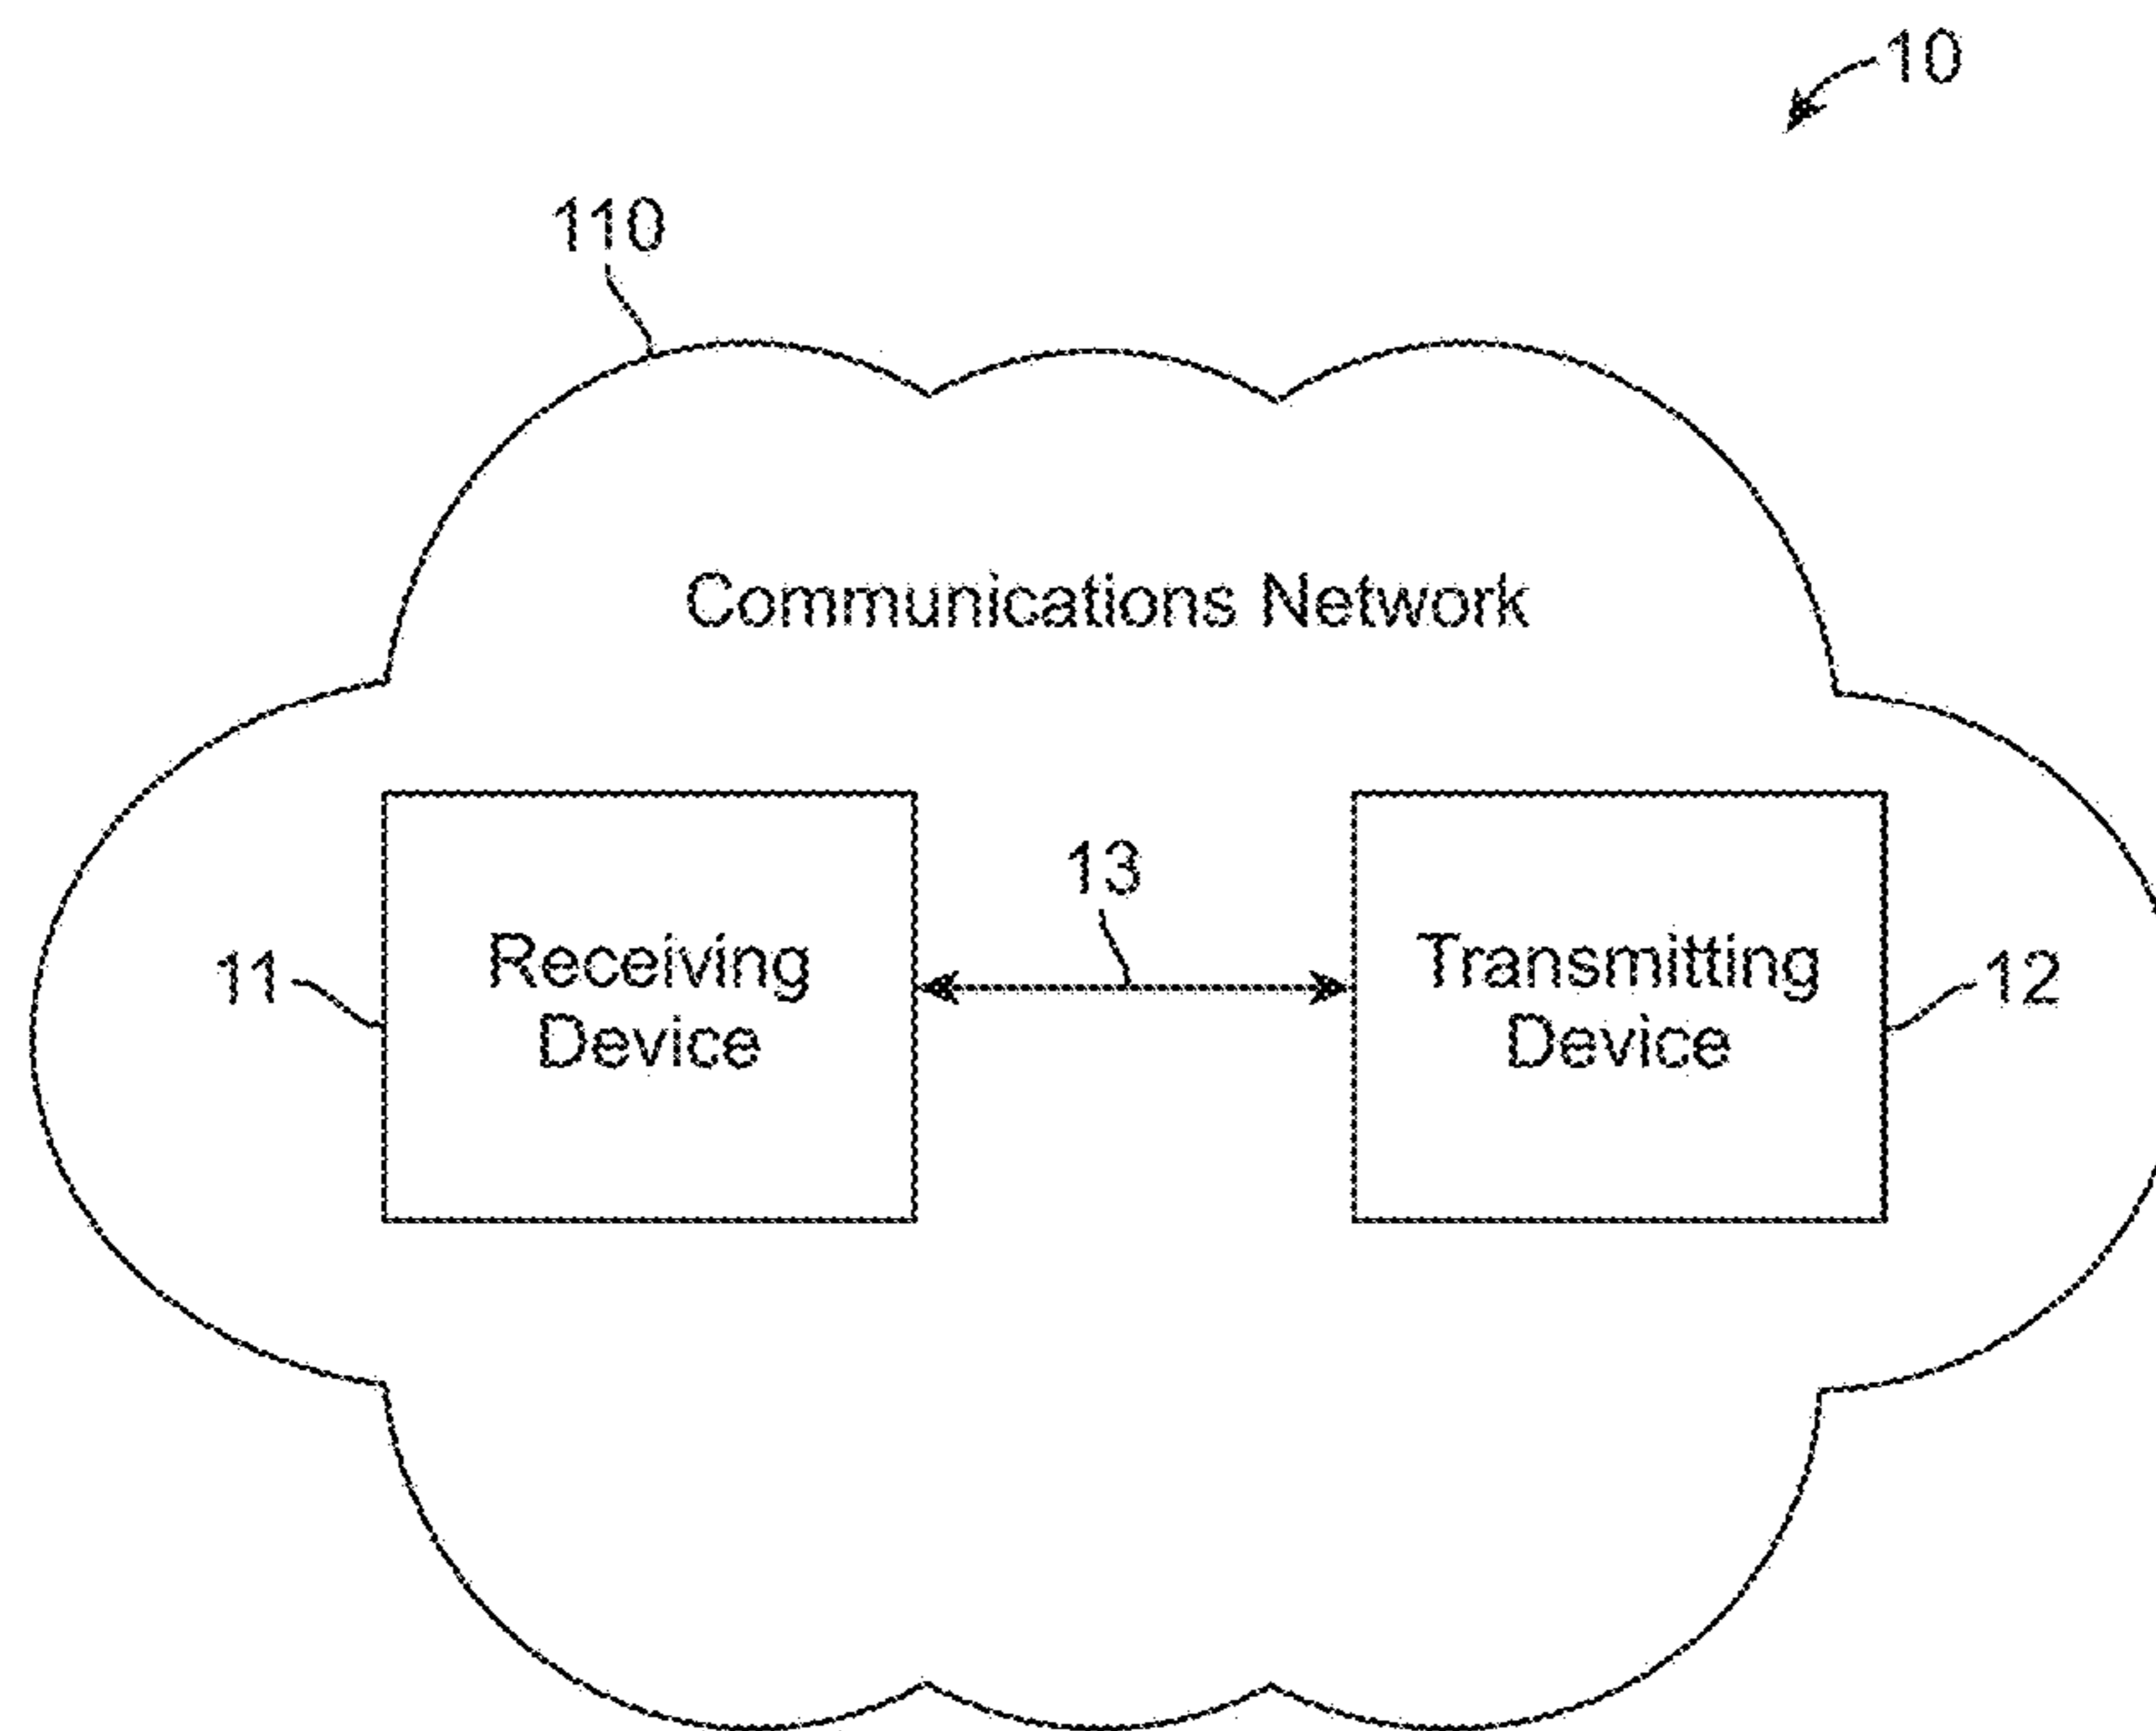 10
110
Communications Network
13
11
Receiving
Device
Transmitting
Device
12